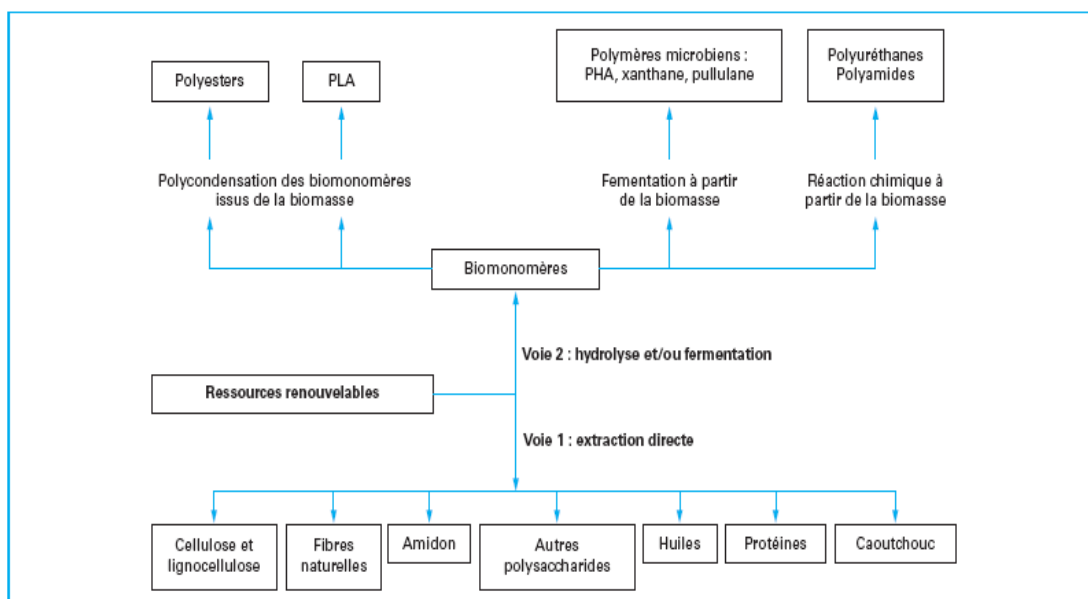 Polyesters
PLA
Polymères microbiens :
PHA, xanthane, pullulane
Polyuréthanes
Polyamides
Polycondensation des biomonomères
issus de la biomasse
Fementation à partir
de la biomasse
Réaction chimique à
partir de la biomasse
Biomonomères
Voie 2 : hydrolyse et/ou fermentation
Ressources renouvelables
Voie 1 : extraction directe
Cellulose et
lignocellulose
Fibres
naturelles
Amidon
Autres
polysaccharides
Huiles
Protéines
Caoutchouc